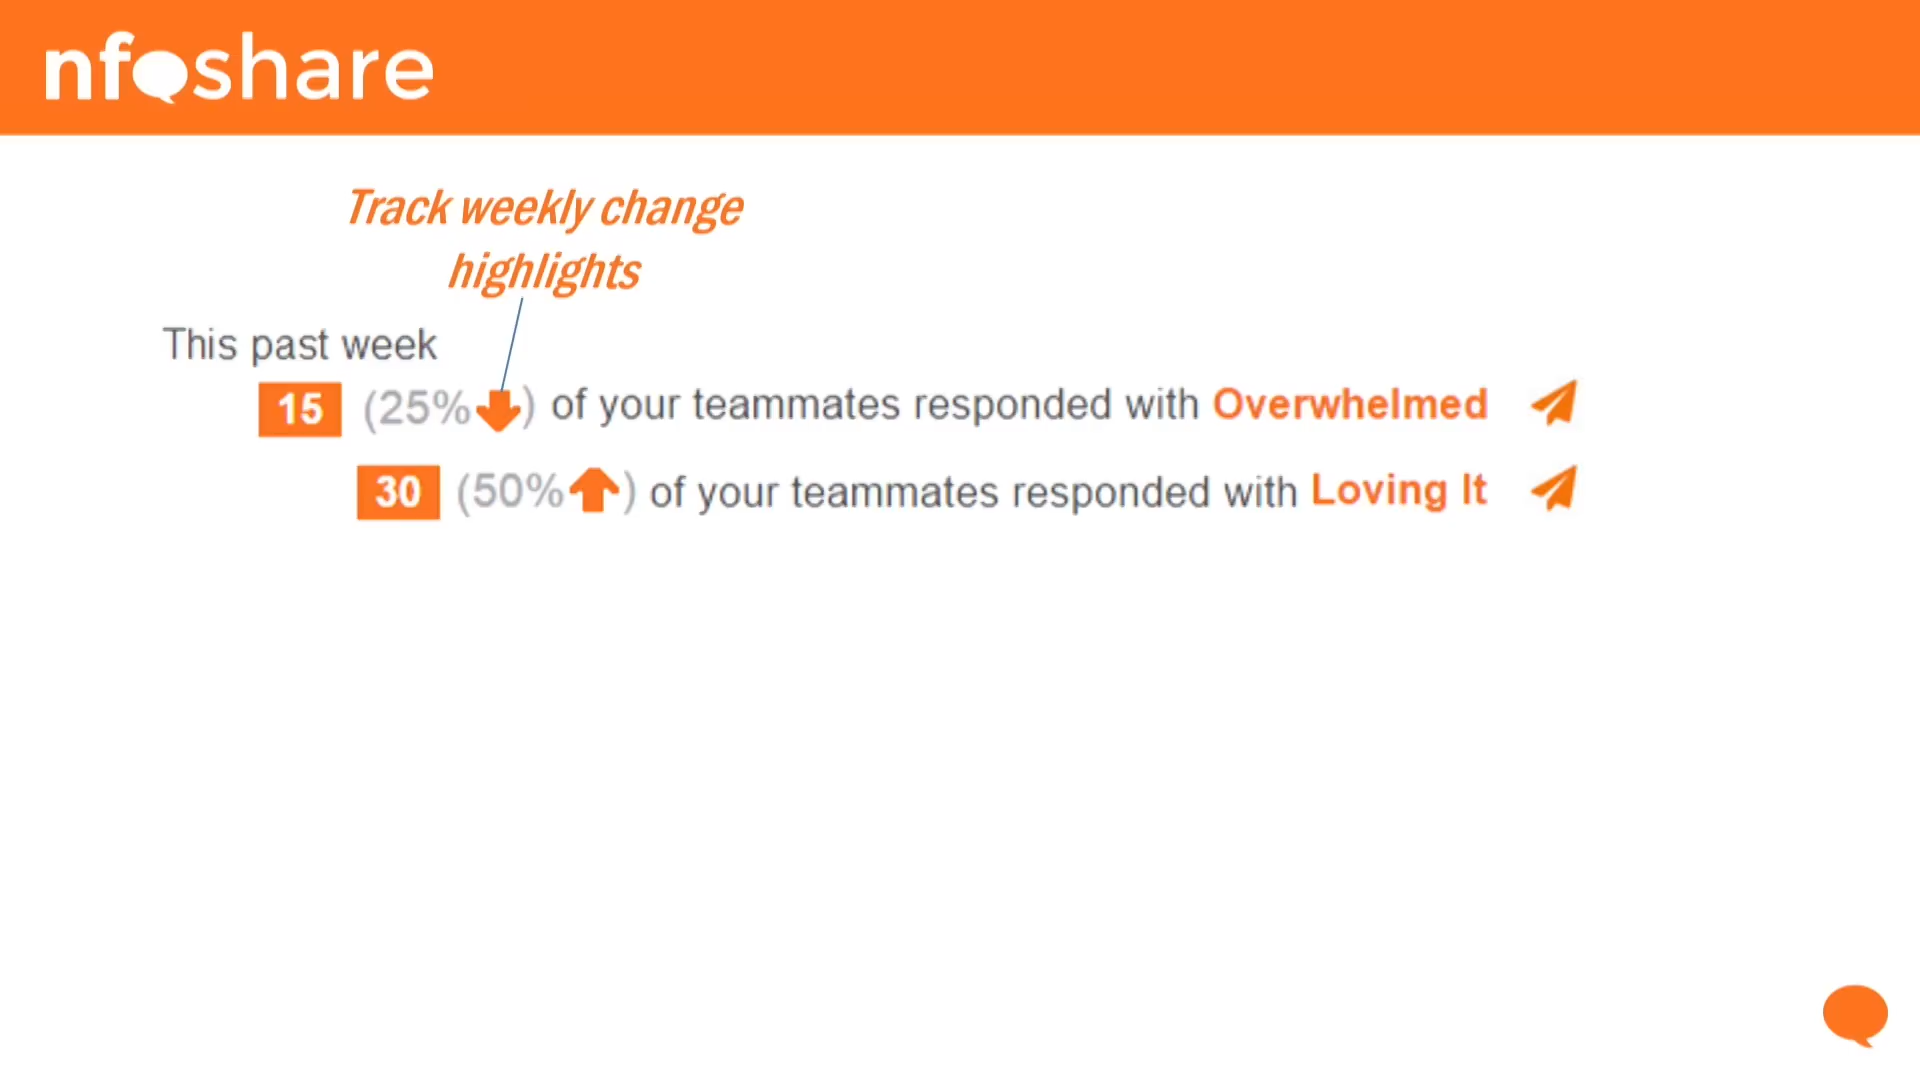 nfoshare
Track weekly change
highlights
This past week
15 (25%) of your teammates responded with Overwhelmed
30 (50%) of your teammates responded with Loving It